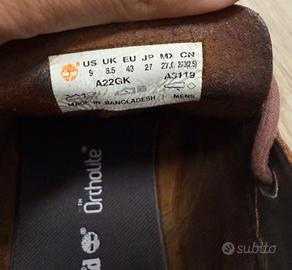 US UK EU JP MX CN
9 8.5 43 27 27,0 270(2.5)
A22GK A3119
MADE IN BANGLADESH MENS
Ortholite™
subito